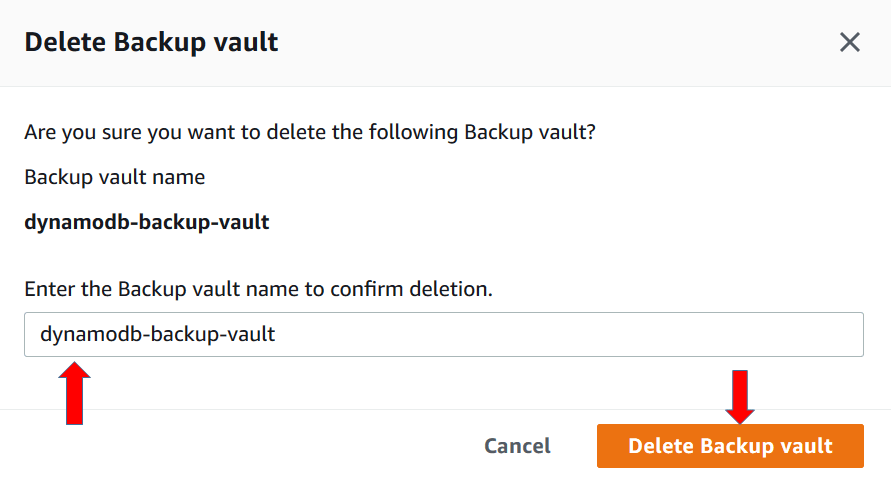 Delete Backup vault
Are you sure you want to delete the following Backup vault?
Backup vault name
dynamodb-backup-vault
Enter the Backup vault name to confirm deletion.
dynamodb-backup-vault
Cancel
Delete Backup vault